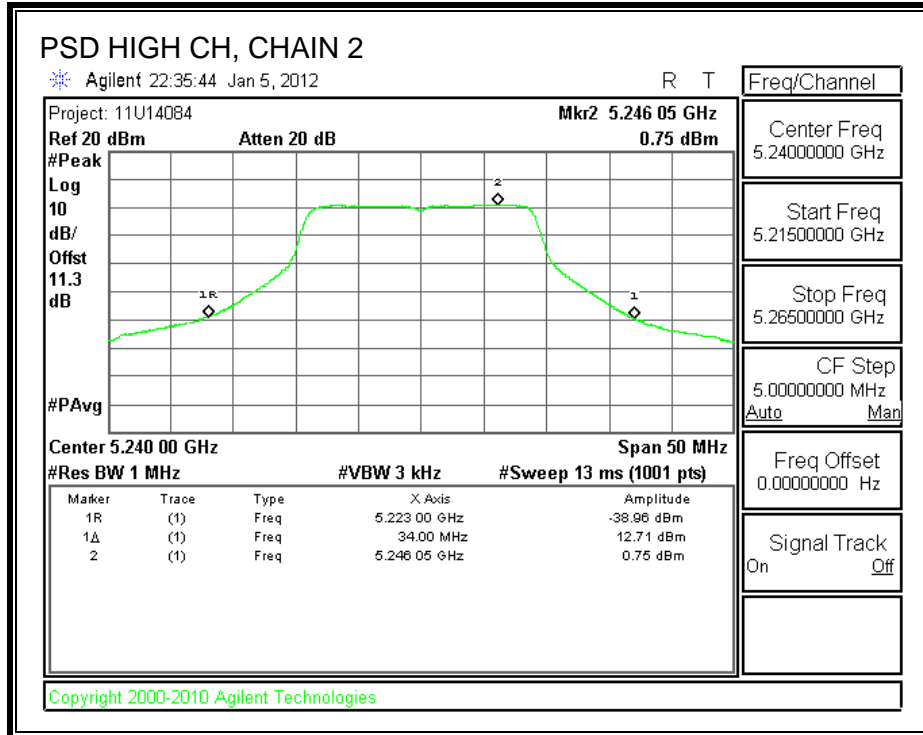 PSD HIGH CH, CHAIN 2
Agilent 22:35:44 Jan 5, 2012 R T
Freq/Channel
Project: 11U14084 Mkr2 5.246 05 GHz
Ref 20 dBm Atten 20 dB 0.75 dBm
#Peak
Log
10
dB/
Offst
11.3
dB
#PAvg
2
1R
1
Center 5.240 00 GHz Span 50 MHz
#Res BW 1 MHz #VBW 3 kHz #Sweep 13 ms (1001 pts)
Marker Trace Type X Axis Amplitude
1R (1) Freq 5.223 00 GHz -38.96 dBm
1Δ (1) Freq 34.00 MHz 12.71 dBm
2 (1) Freq 5.246 05 GHz 0.75 dBm
Center Freq
5.24000000 GHz
Start Freq
5.21500000 GHz
Stop Freq
5.26500000 GHz
CF Step
5.00000000 MHz
Auto Man
Freq Offset
0.00000000 Hz
Signal Track
On Off
Copyright 2000-2010 Agilent Technologies